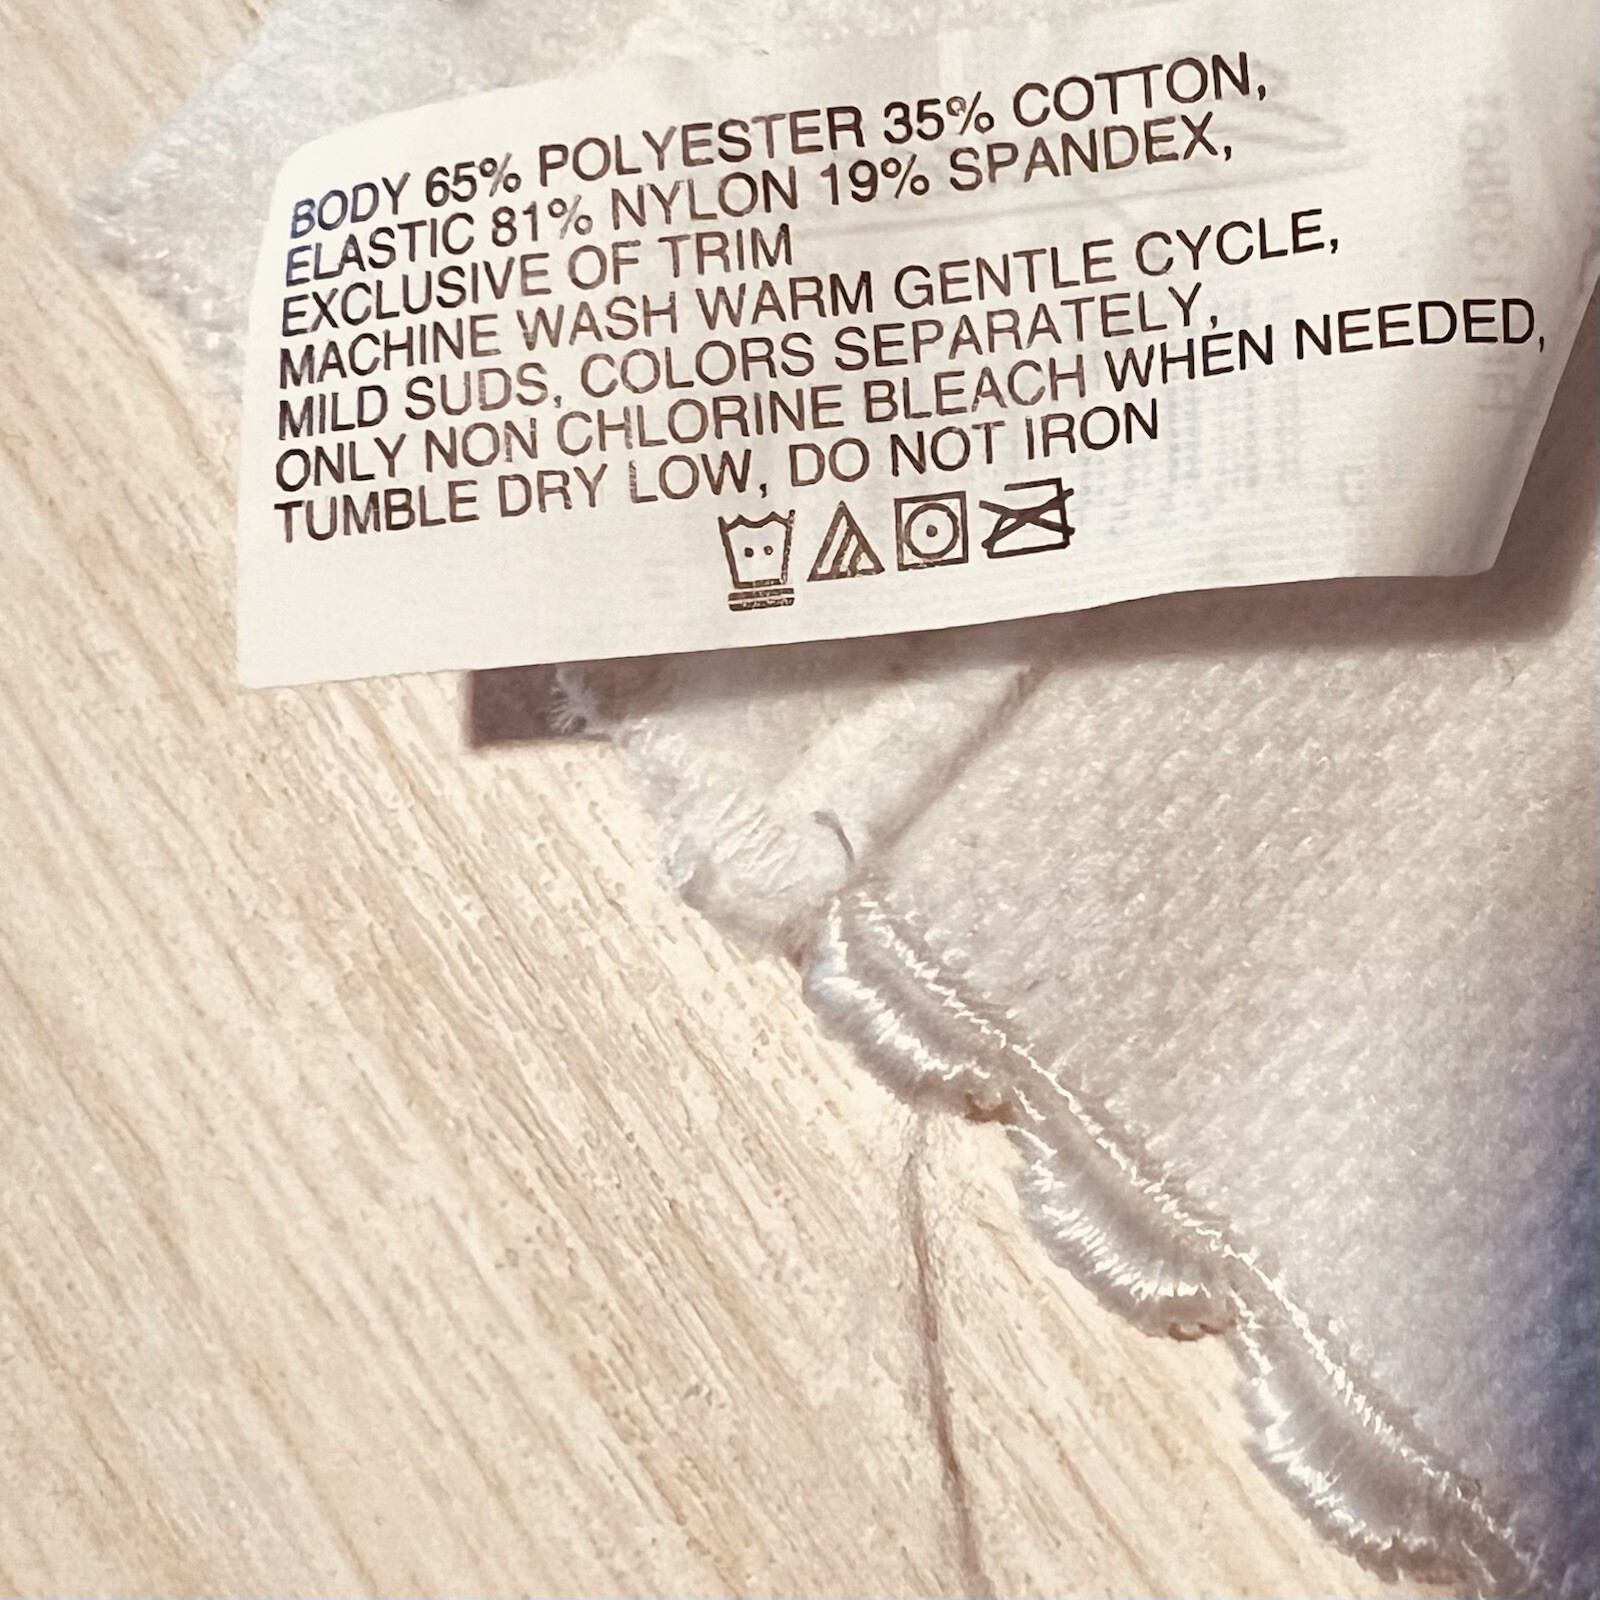 BODY 65% POLYESTER 35% COTTON,
ELASTIC 81% NYLON 19% SPANDEX,
EXCLUSIVE OF TRIM
MACHINE WASH WARM GENTLE CYCLE,
MILD SUDS, COLORS SEPARATELY,
ONLY NON CHLORINE BLEACH WHEN NEEDED,
TUMBLE DRY LOW, DO NOT IRON